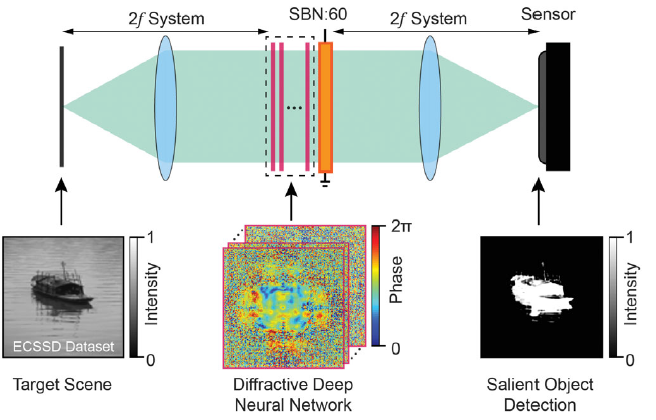 2f System
SBN:60
2f System
Sensor
...
1
Intensity
0
ECSSD Dataset
2π
Phase
0
1
Intensity
0
Target Scene
Diffractive Deep
Neural Network
Salient Object
Detection